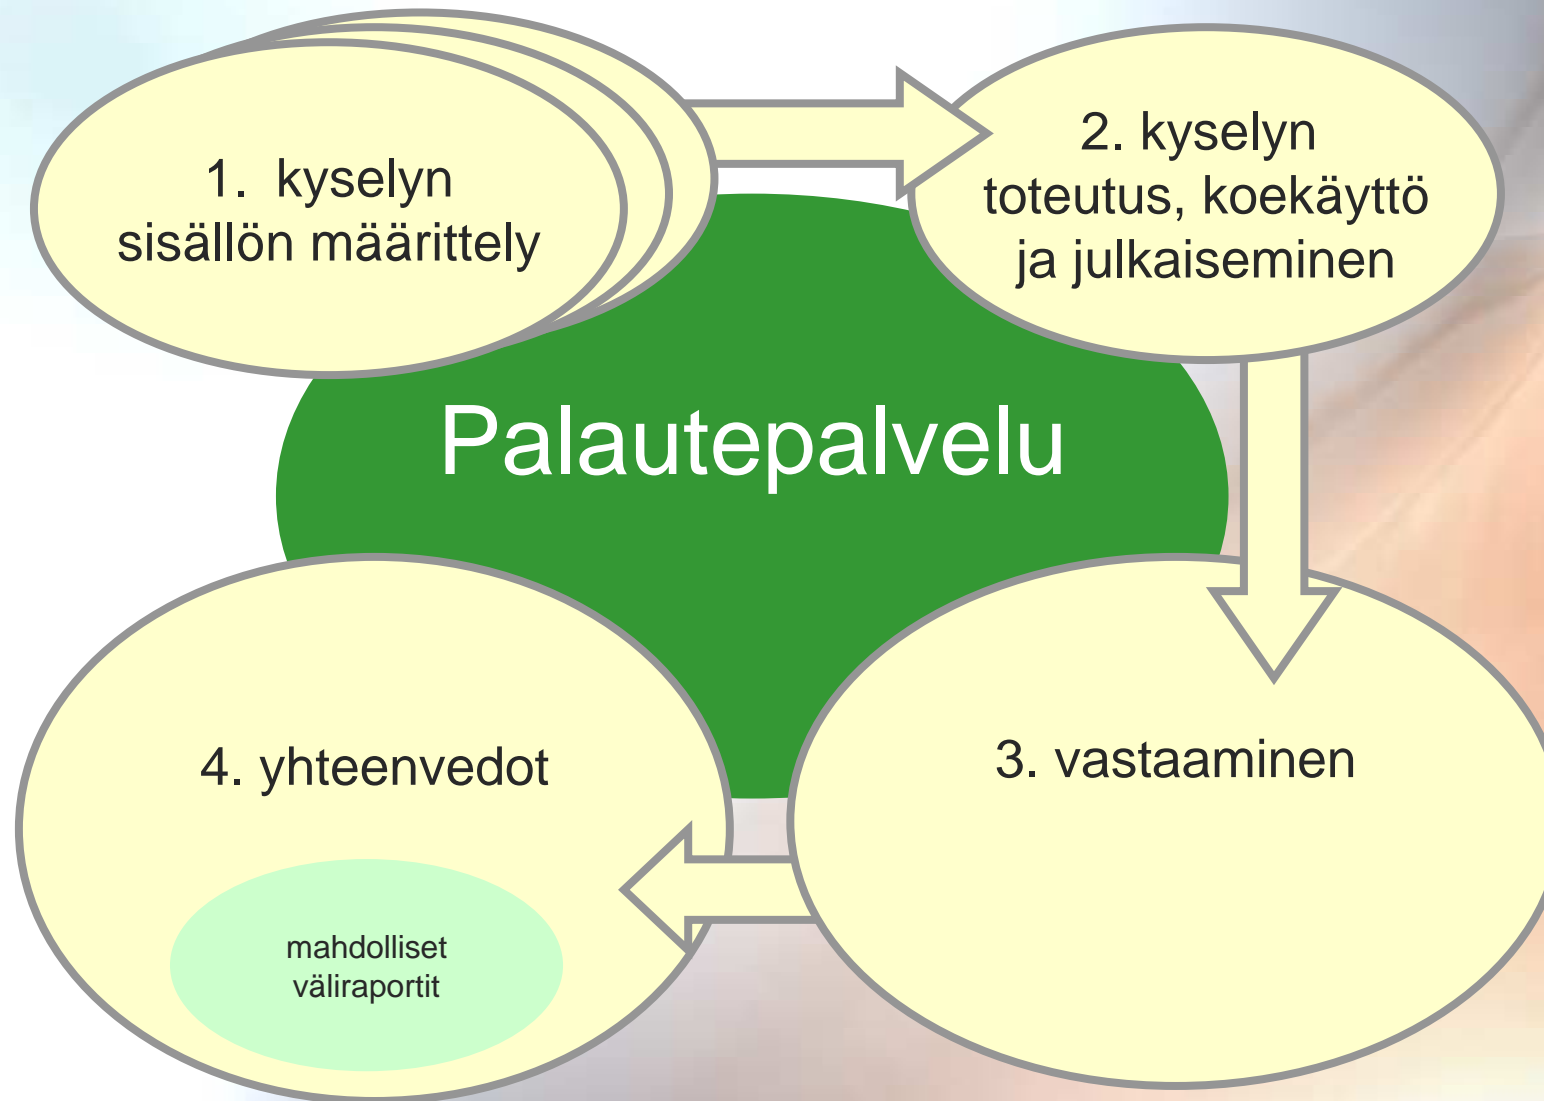 1. kyselyn
sisällön määrittely
2. kyselyn
toteutus, koekäyttö
ja julkaiseminen
Palautepalvelu
3. vastaaminen
4. yhteenvedot
mahdolliset
väliraportit